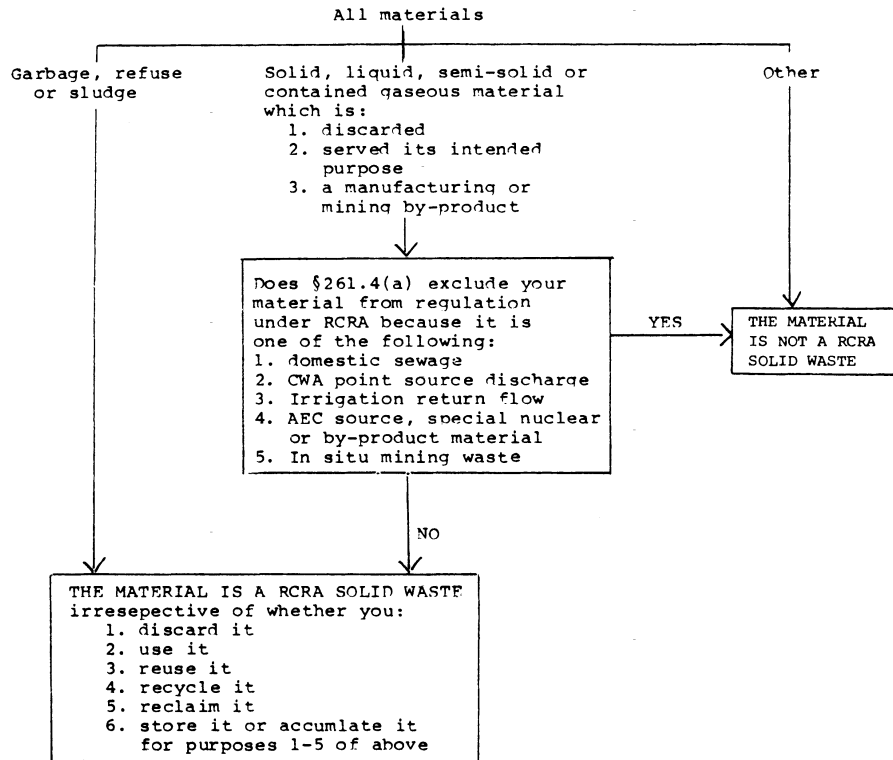 All materials
Garbage, refuse
or sludge
Solid, liquid, semi-solid or
contained gaseous material
which is:
1. discarded
2. served its intended
purpose
3. a manufacturing or
mining by-product
Other
Does §261.4(a) exclude your
material from regulation
under RCRA because it is
one of the following:
1. domestic sewage
2. CWA point source discharge
3. Irrigation return flow
4. AEC source, special nuclear
or by-product material
5. In situ mining waste
YES
THE MATERIAL
IS NOT A RCRA
SOLID WASTE
NO
THE MATERIAL IS A RCRA SOLID WASTE
irresepective of whether you:
1. discard it
2. use it
3. reuse it
4. recycle it
5. reclaim it
6. store it or accumlate it
for purposes 1-5 of above